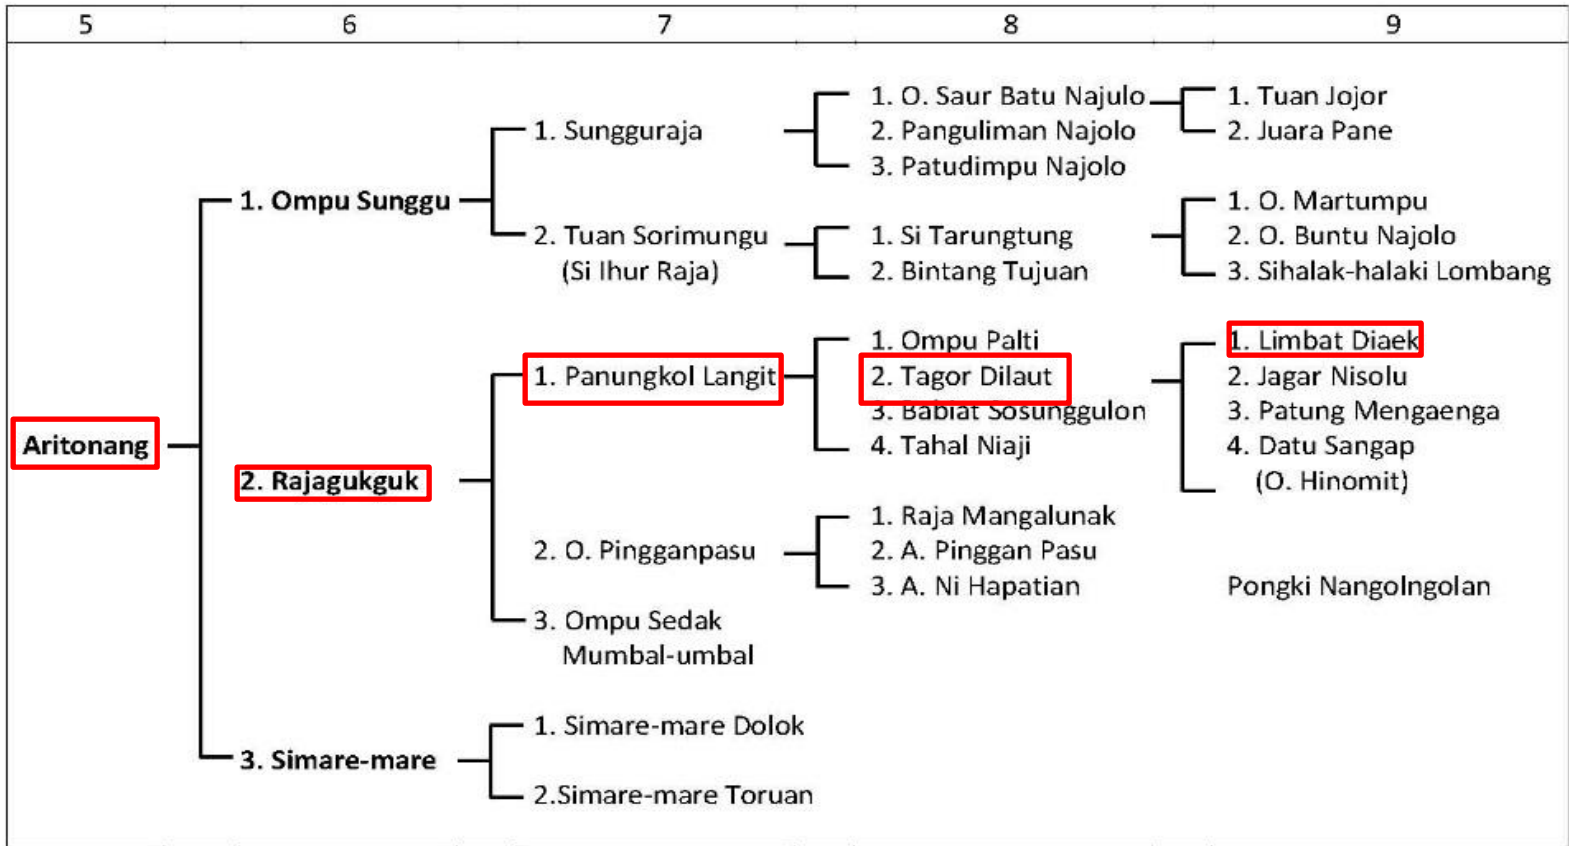 5 6 7 8 9
1. O. Saur Batu Najulo 1. Tuan Jojor
1. Sungguraja 2. Panguliman Najolo 2. Juara Pane
3. Patudimpu Najolo
1. Ompu Sunggu 1. O. Martumpu
2. Tuan Sorimungu 1. Si Tarungtung 2. O. Buntu Najolo
(Si Ihur Raja) 2. Bintang Tujuan 3. Sihalak-halaki Lombang
1. Ompu Palti 1. Limbat Diaek
1. Panungkol Langit 2. Tagor Dilaut 2. Jagar Nisolu
3. Babiat Sosunggulon 3. Patung Mengaenga
Aritonang 4. Tahal Niaji 4. Datu Sangap
2. Rajagukguk (O. Hinomit)
1. Raja Mangalunak
2. O. Pingganpasu 2. A. Pinggan Pasu
3. A. Ni Hapatian Pongki NangoIngolan
3. Ompu Sedak
Mumbal-umbal
1. Simare-mare Dolok
3. Simare-mare
2.Simare-mare Toruan